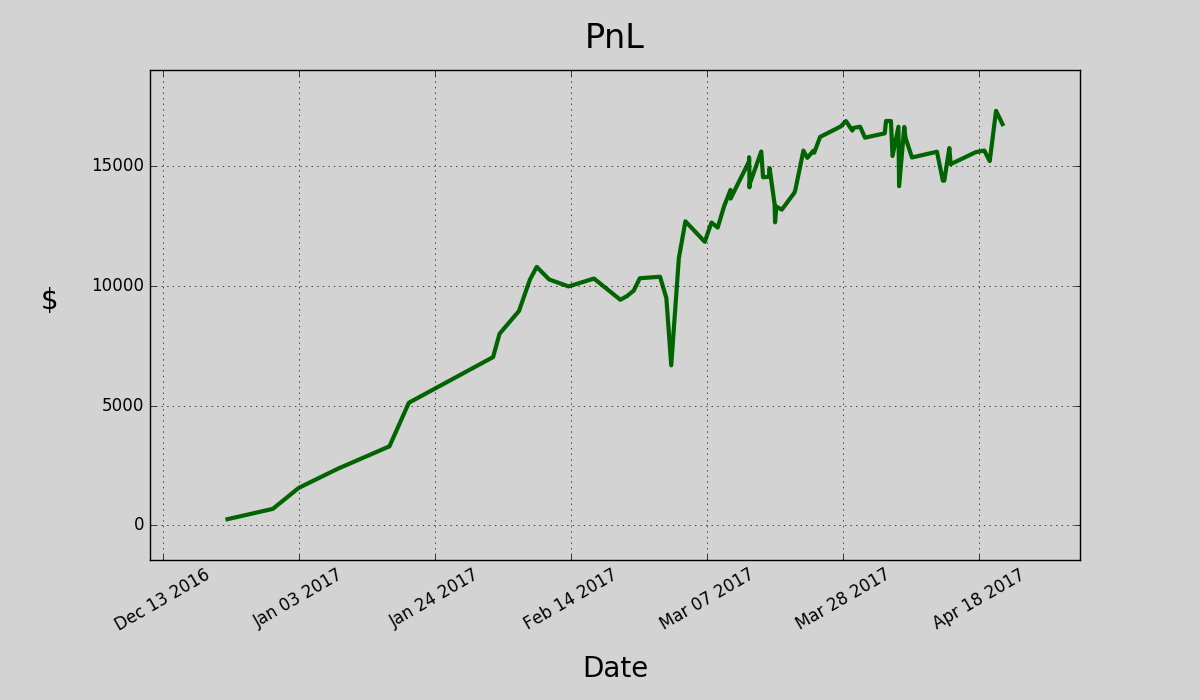 PnL
$
15000
10000
5000
0
Dec 13 2016
Jan 03 2017
Jan 24 2017
Feb 14 2017
Mar 07 2017
Mar 28 2017
Apr 18 2017
Date